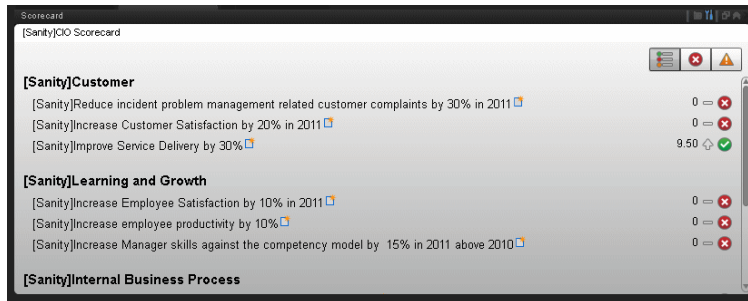 Scorecard
[Sanity]CIO Scorecard
[Sanity]Customer
[Sanity]Reduce incident problem management related customer complaints by 30% in 2011 0
[Sanity]Increase Customer Satisfaction by 20% in 2011 0
[Sanity]Improve Service Delivery by 30% 9.50
[Sanity]Learning and Growth
[Sanity]Increase Employee Satisfaction by 10% in 2011 0
[Sanity]Increase employee productivity by 10% 0
[Sanity]Increase Manager skills against the competency model by 15% in 2011 above 2010 0
[Sanity]Internal Business Process